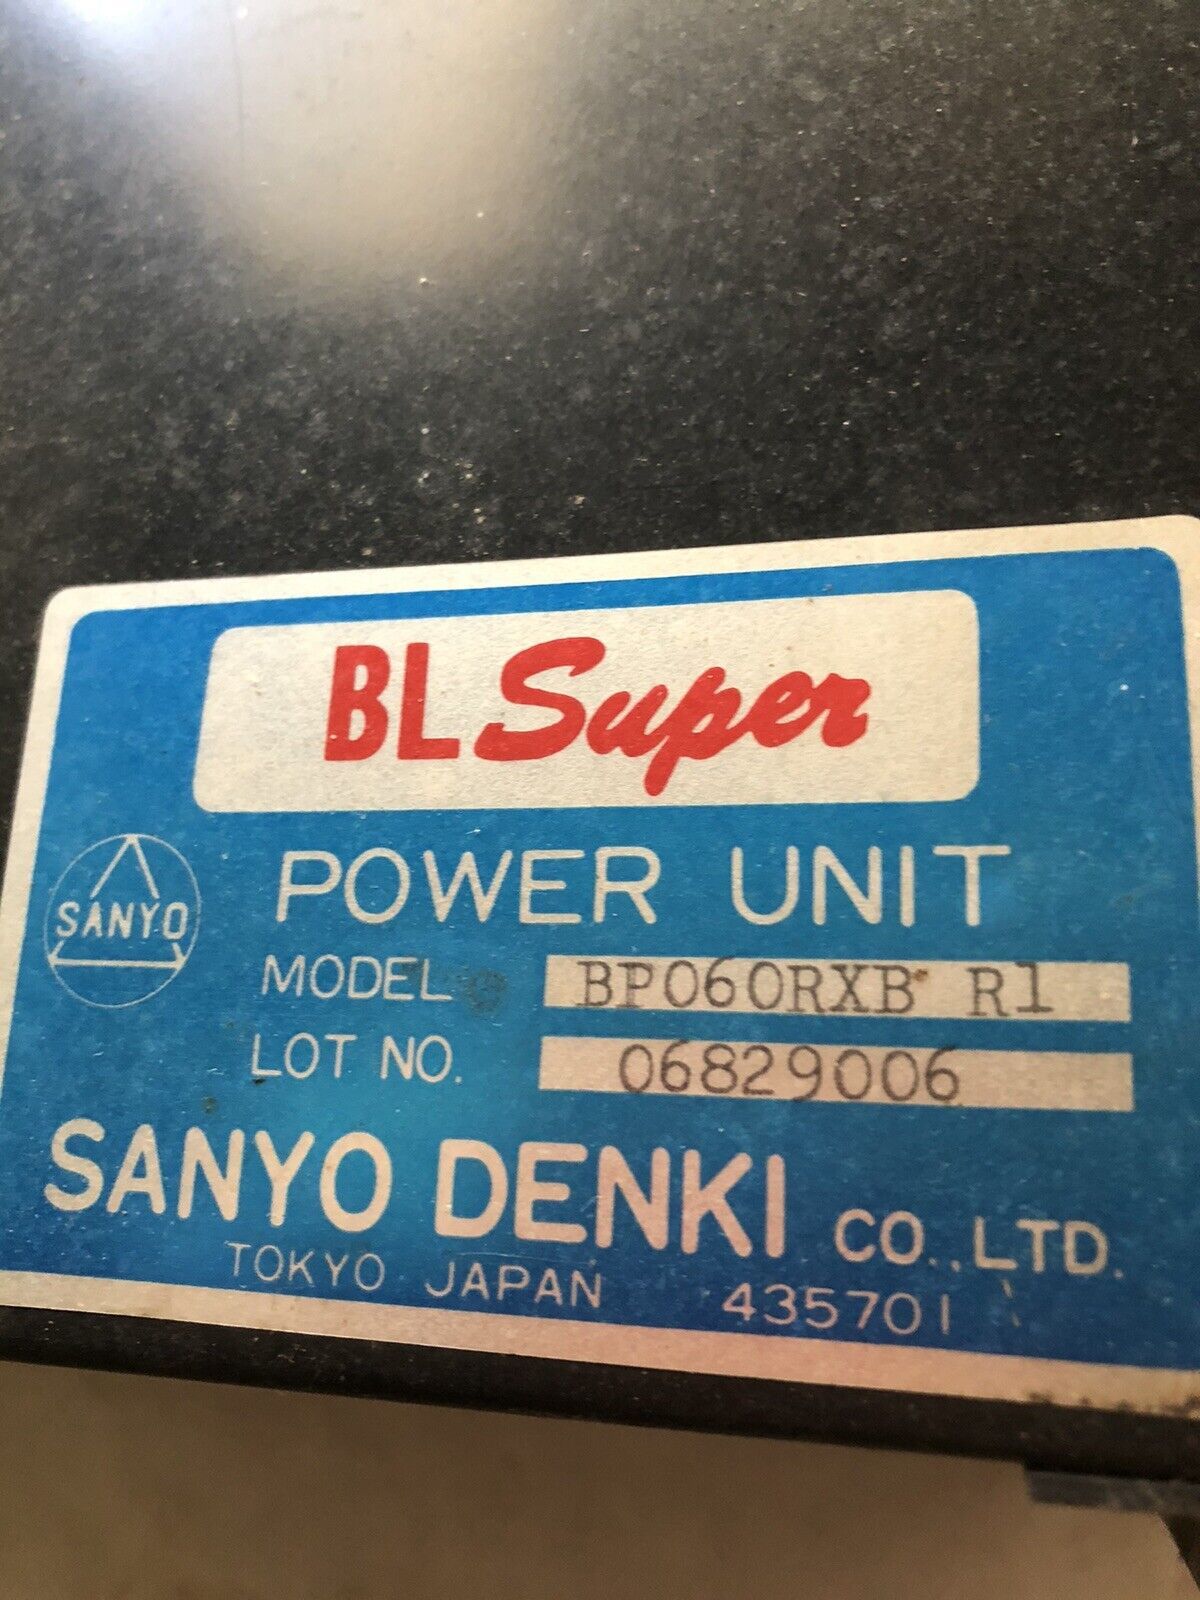 BL Super
POWER UNIT
SANYO
MODEL BP060RXB R1
LOT NO. 06829006
SANYO DENKI CO., LTD.
TOKYO JAPAN 435701